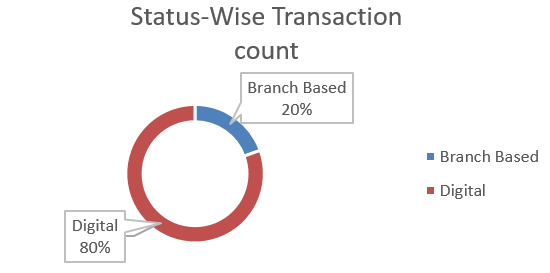 Status-Wise Transaction
count
Branch Based
20%
Branch Based
Digital
Digital
80%